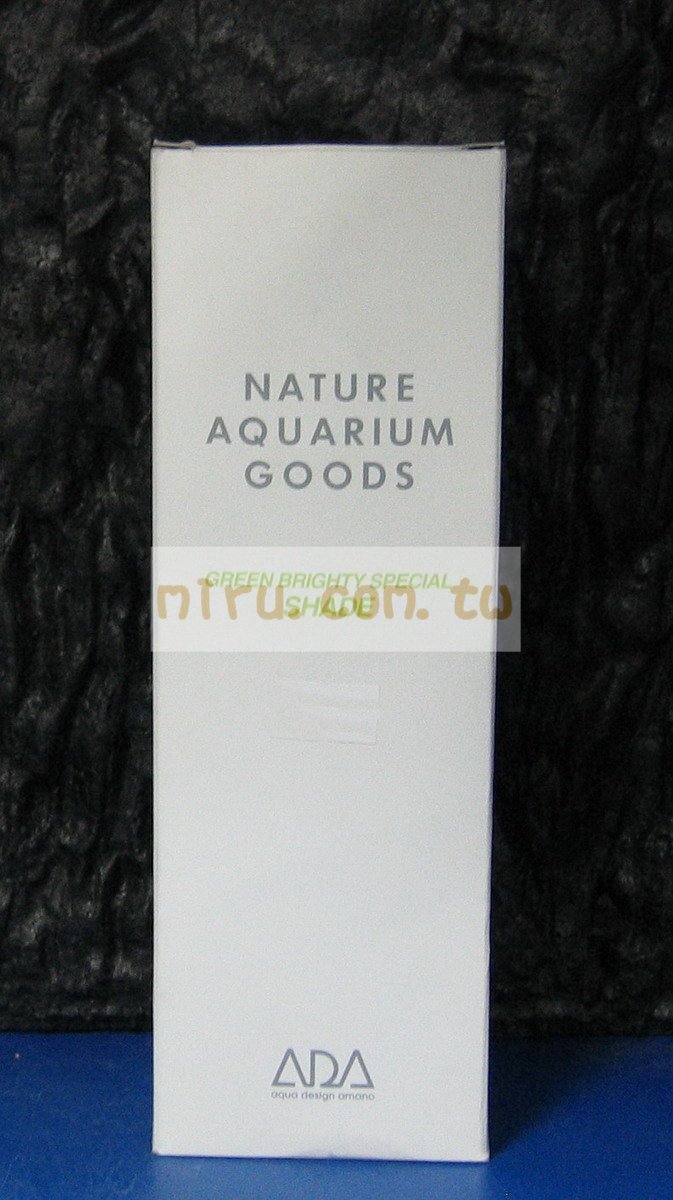 NATURE
AQUARIUM
GOODS
GREEN BRIGHTY SPECIAL
SHADE
miru.com.tw
ADA
aqua design amano